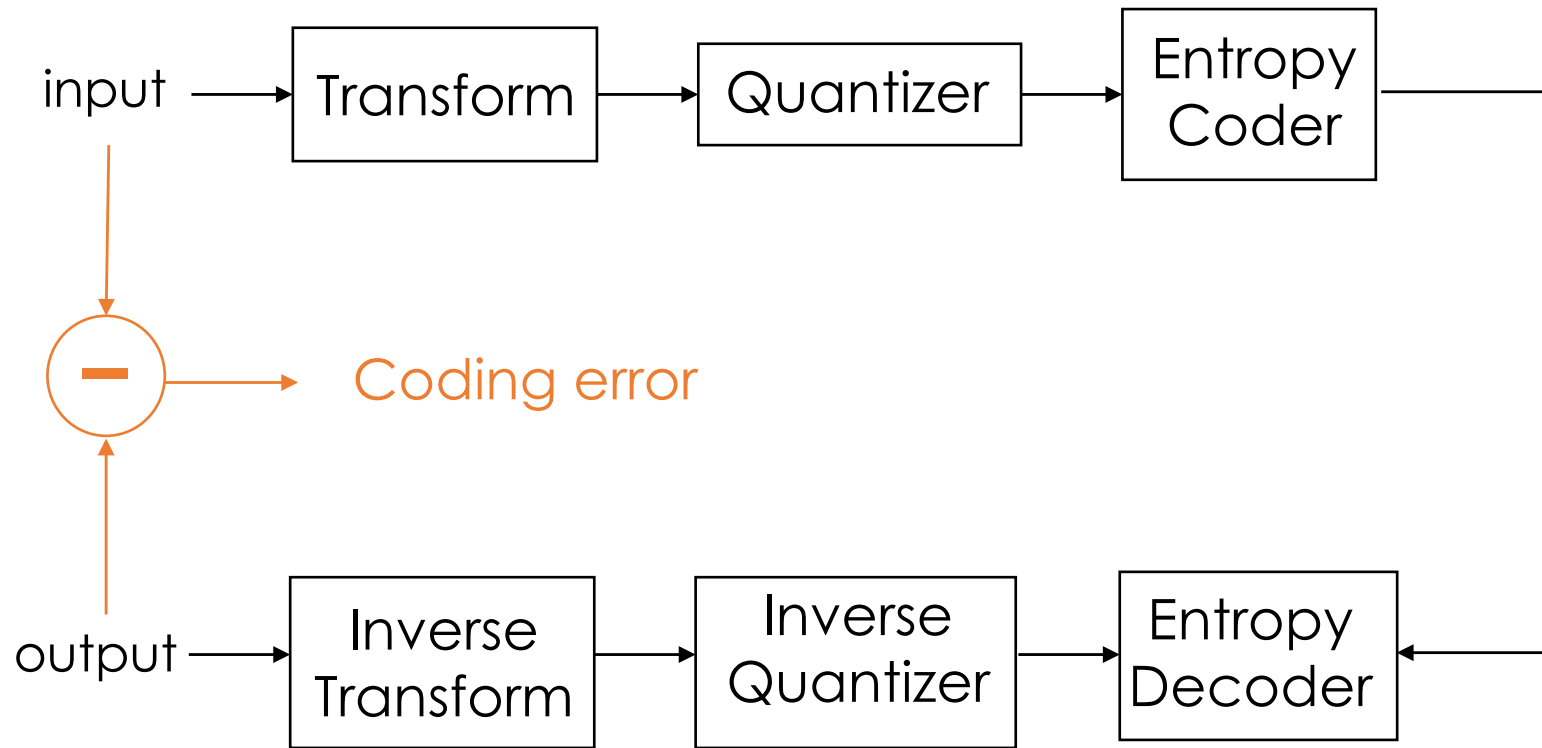 input
Transform
Quantizer
Entropy
Coder
Coding error
output
Inverse
Transform
Inverse
Quantizer
Entropy
Decoder